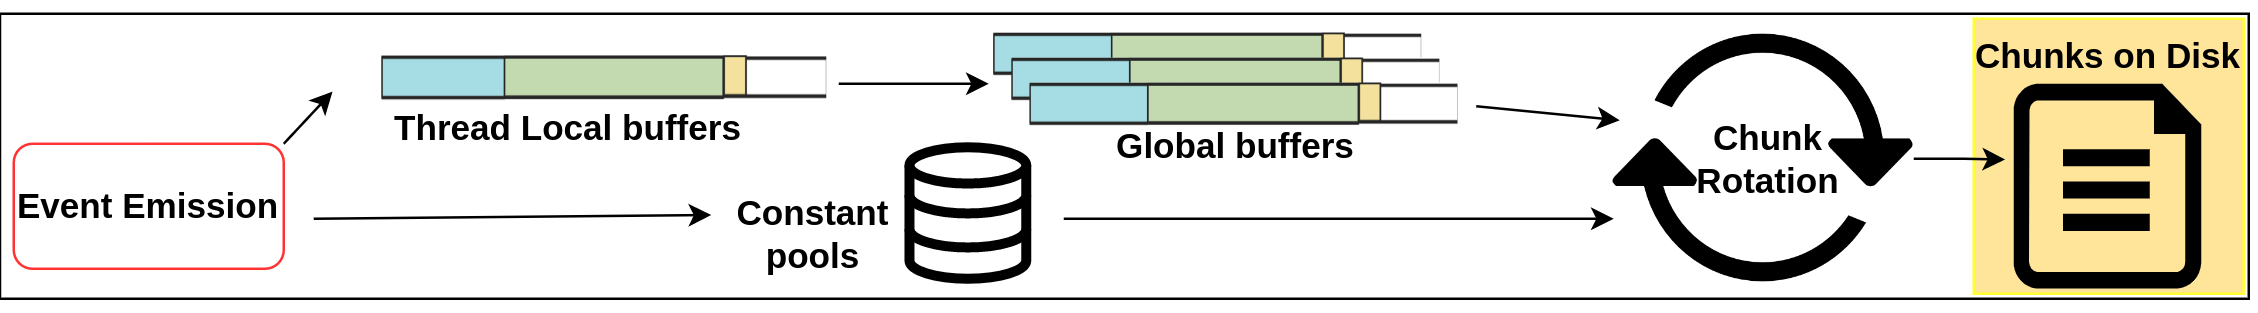 Event Emission
Thread Local buffers
Constant
pools
Global buffers
Chunk
Rotation
Chunks on Disk